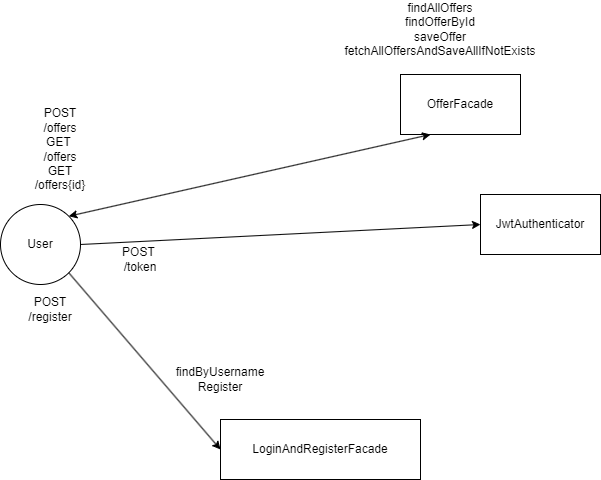 findAllOffers
findOfferById
saveOffer
fetchAllOffersAndSaveAllIfNotExists
OfferFacade
POST
/offers
GET
/offers
GET
/offers{id}
User
JwtAuthenticator
POST
/token
POST
/register
findByUsername
Register
LoginAndRegisterFacade